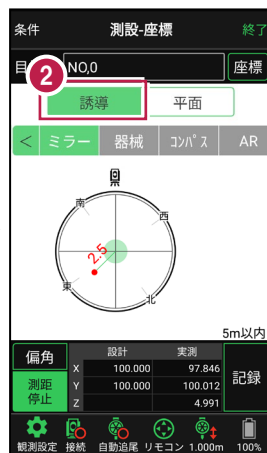 条件 測設-座標 終了
目 2 NO,0 座標
誘導 平面
< ミラー 器械 コンパス AR
南
西
2.5
東
北
5m以内
偏角 設計 実測
X 100.000 97.846
測距停止 Y 100.000 100.012 記録
Z 4.991
観測設定 接続 自動追尾 リモコン 1.000m 100%